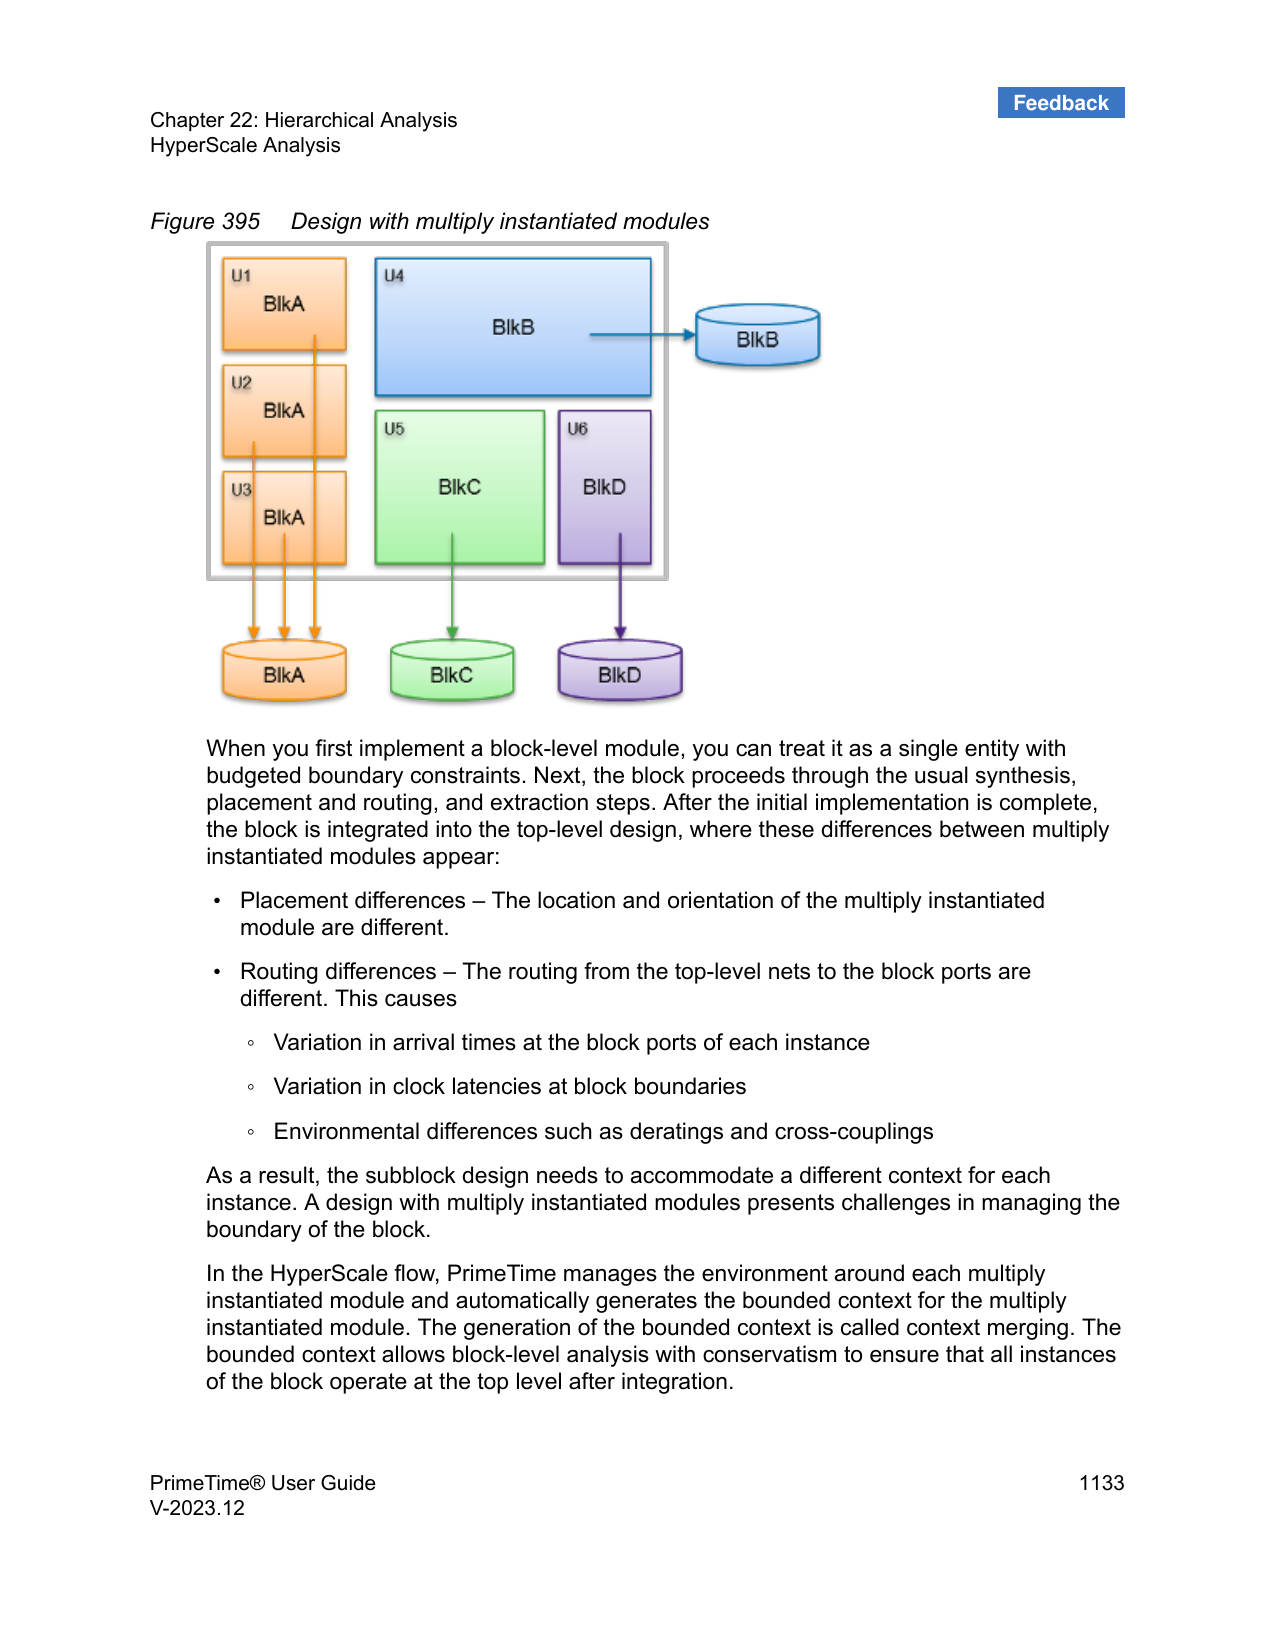 Feedback
Chapter 22: Hierarchical Analysis
HyperScale Analysis
Figure 395 Design with multiply instantiated modules
U1
BlkA
U4
BlkB
BlkB
U2
BlkA
U5
BlkC
U6
BlkD
U3
BlkA
BlkA
BlkC
BlkD
When you first implement a block-level module, you can treat it as a single entity with
budgeted boundary constraints. Next, the block proceeds through the usual synthesis,
placement and routing, and extraction steps. After the initial implementation is complete,
the block is integrated into the top-level design, where these differences between multiply
instantiated modules appear:
• Placement differences – The location and orientation of the multiply instantiated
module are different.
• Routing differences – The routing from the top-level nets to the block ports are
different. This causes
◦ Variation in arrival times at the block ports of each instance
◦ Variation in clock latencies at block boundaries
◦ Environmental differences such as deratings and cross-couplings
As a result, the subblock design needs to accommodate a different context for each
instance. A design with multiply instantiated modules presents challenges in managing the
boundary of the block.
In the HyperScale flow, PrimeTime manages the environment around each multiply
instantiated module and automatically generates the bounded context for the multiply
instantiated module. The generation of the bounded context is called context merging. The
bounded context allows block-level analysis with conservatism to ensure that all instances
of the block operate at the top level after integration.
PrimeTime® User Guide 1133
V-2023.12